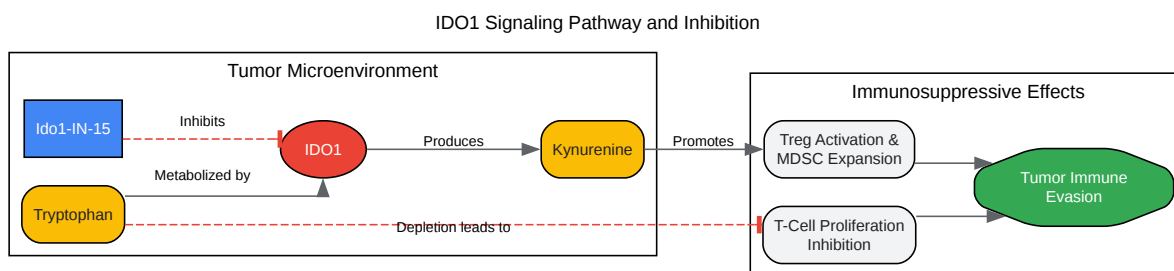 IDO1 Signaling Pathway and Inhibition
Tumor Microenvironment
Immunosuppressive Effects
Ido1-IN-15
Inhibits
IDO1
Produces
Kynurenine
Promotes
Treg Activation &
MDSC Expansion
Tumor Immune
Evasion
Metabolized by
Tryptophan
Depletion leads to
T-Cell Proliferation
Inhibition